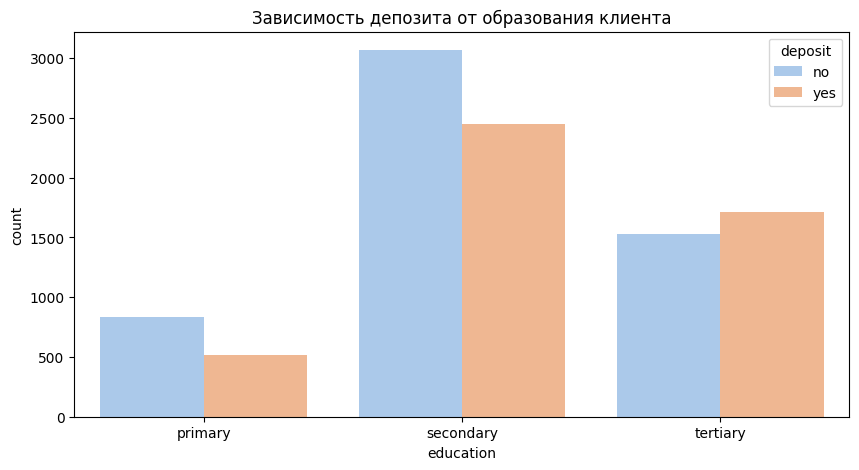 Зависимость депозита от образования клиента
deposit
no
yes
3000
2500
2000
1500
1000
500
0
count
primary
secondary
tertiary
education